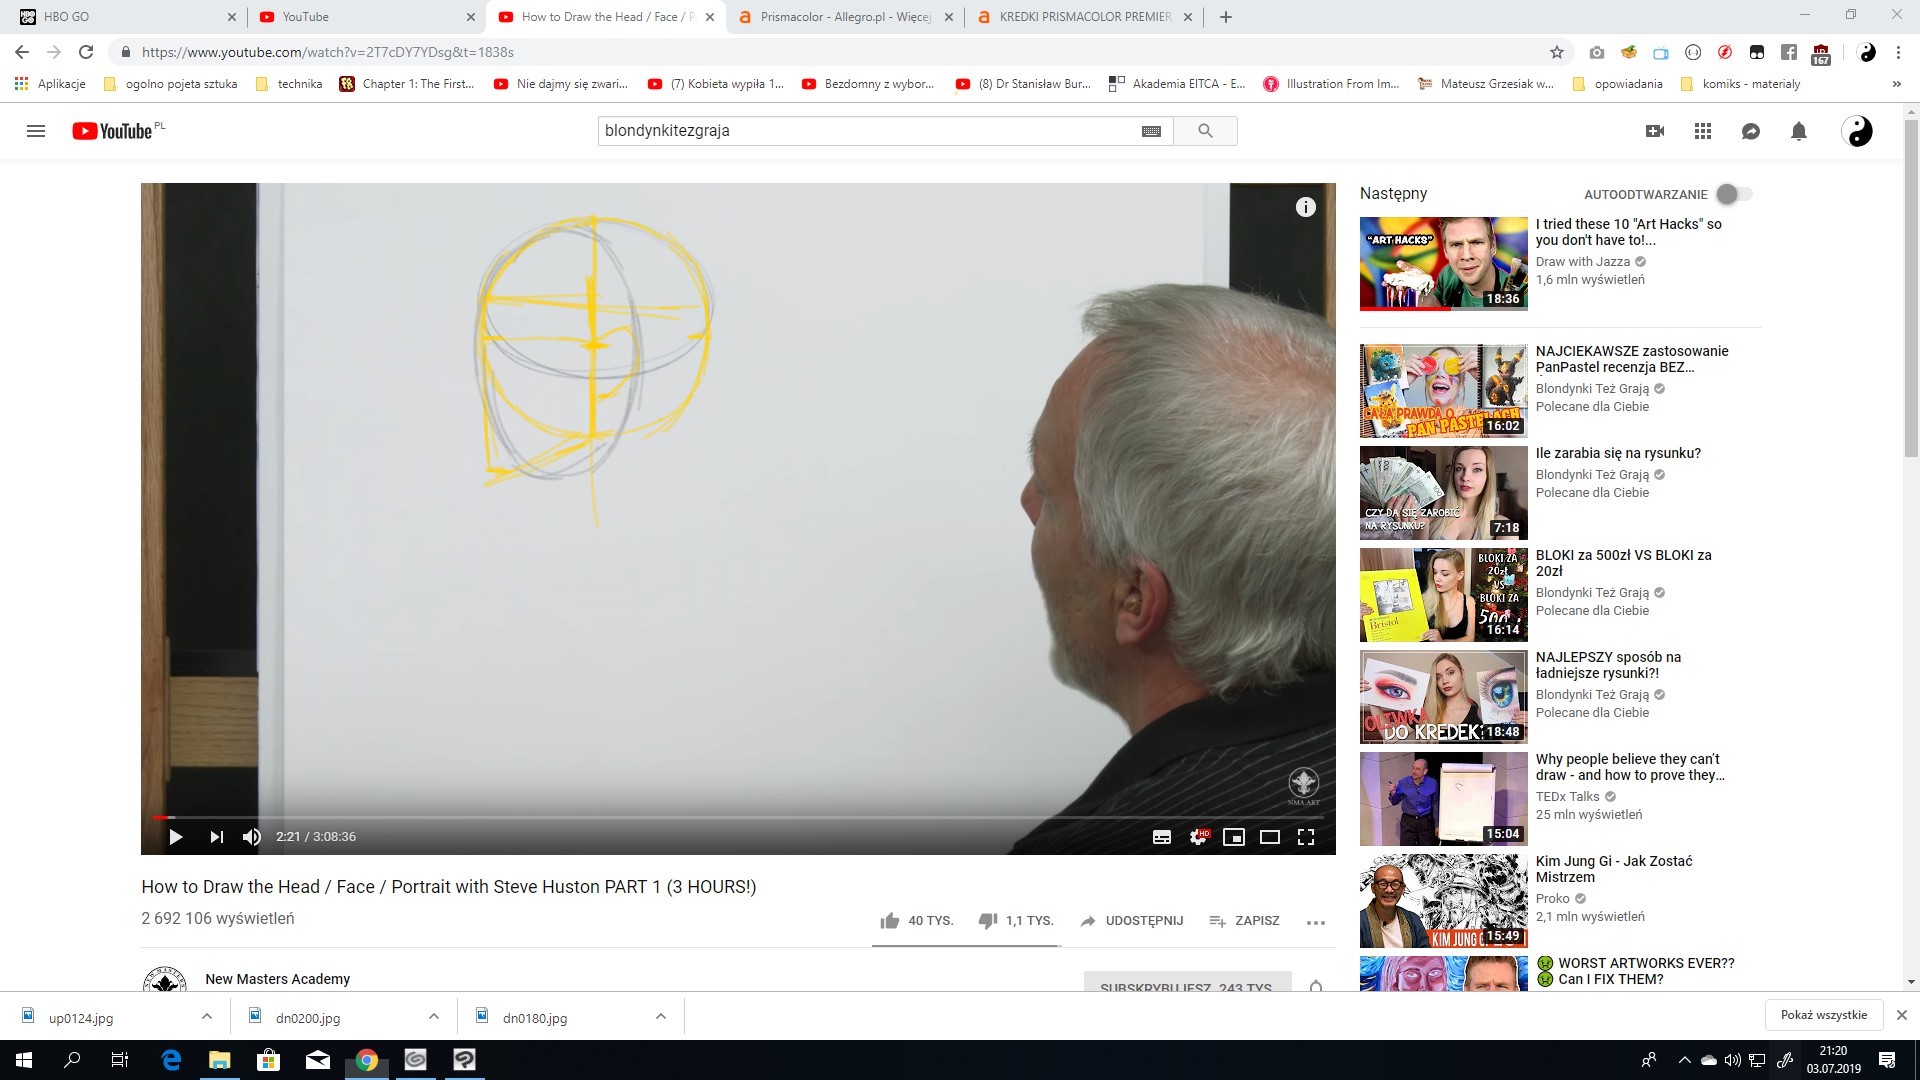 HBO GO
YouTube
How to Draw the Head / Face / P
Prismacolor - Allegro.pl - Więcej
KREDKI PRISMACOLOR PREMIER
https://www.youtube.com/watch?v=2T7cDY7YDsg&t=1838s
167
Aplikacje
ogolno pojeta sztuka
technika
Chapter 1: The First...
Nie dajmy się zwari...
(7) Kobieta wypiła 1...
Bezdomny z wybor...
(8) Dr Stanisław Bur...
Akademia EITCA - E...
Illustration From Im...
Mateusz Grzesiak w...
opowiadania
komiks - materialy
YouTube PL
blondynkitezgraja
Następny
AUTOODTWARZANIE
"ART HACKS"
18:36
I tried these 10 "Art Hacks" so
you don't have to!...
Draw with Jazza
1,6 mln wyświetleń
CAŁA PRAWDA O
PAN PASTELACH
16:02
NAJCIEKAWSZE zastosowanie
PanPastel recenzja BEZ...
Blondynki Też Grają
Polecane dla Ciebie
CZY DA SIĘ ZAROBIĆ
NA RYSUNKU?
7:18
Ile zarabia się na rysunku?
Blondynki Też Grają
Polecane dla Ciebie
BLOKI ZA
20zł
VS
BLOKI ZA
500
Bristol
16:14
BLOKI za 500zł VS BLOKI za
20zł
Blondynki Też Grają
Polecane dla Ciebie
OLIWKA
DO KREDEK?
18:48
NAJLEPSZY sposób na
ładniejsze rysunki?!
Blondynki Też Grają
Polecane dla Ciebie
15:04
Why people believe they can't
draw - and how to prove they...
TEDx Talks
25 mln wyświetleń
KIM JUNG GI
15:49
Kim Jung Gi - Jak Zostać
Mistrzem
Proko
2,1 mln wyświetleń
WORST ARTWORKS EVER??
Can I FIX THEM?
NMA.ART
2:21 / 3:08:36
HD
How to Draw the Head / Face / Portrait with Steve Huston PART 1 (3 HOURS!)
2 692 106 wyświetleń
40 TYS.
1,1 TYS.
UDOSTĘPNIJ
ZAPISZ
New Masters Academy
SUBSKRYBUJESZ 243 TYS.
up0124.jpg
dn0200.jpg
dn0180.jpg
Pokaż wszystkie
21:20
03.07.2019